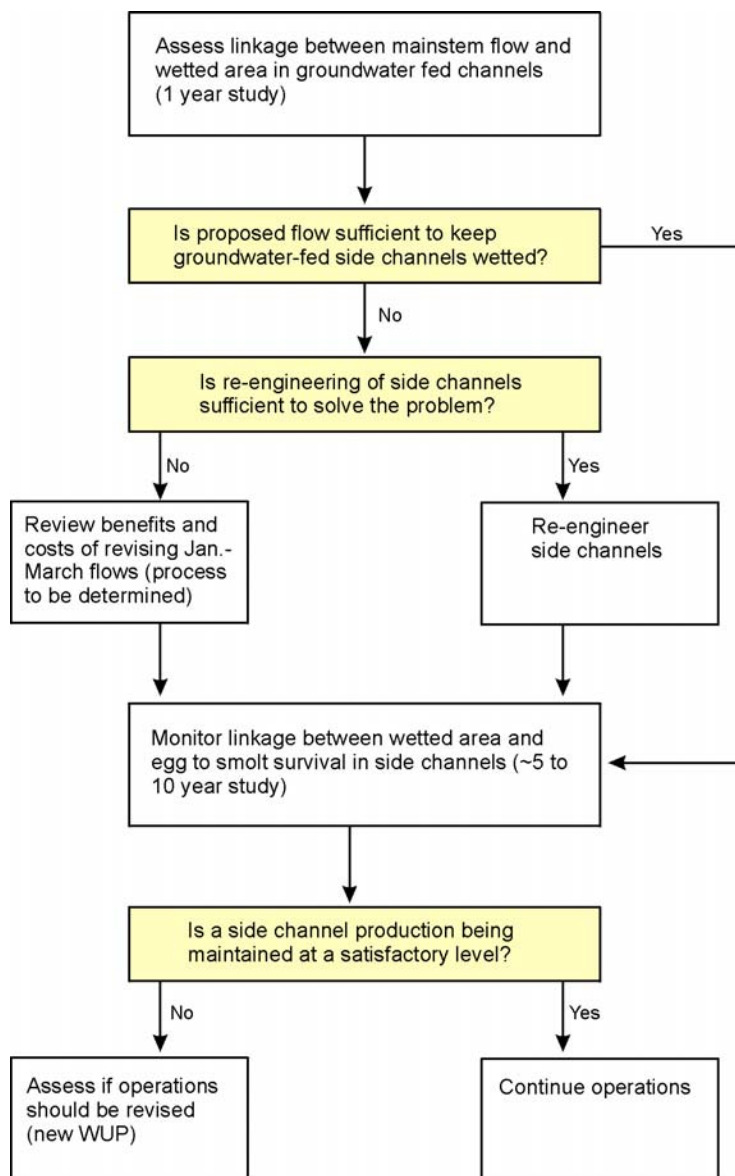 Assess linkage between mainstem flow and
wetted area in groundwater fed channels
(1 year study)
Is proposed flow sufficient to keep
groundwater-fed side channels wetted?
Yes
No
Is re-engineering of side channels
sufficient to solve the problem?
No
Yes
Review benefits and
costs of revising Jan.-
March flows (process
to be determined)
Re-engineer
side channels
Monitor linkage between wetted area and
egg to smolt survival in side channels (~5 to
10 year study)
Is a side channel production being
maintained at a satisfactory level?
No
Yes
Assess if operations
should be revised
(new WUP)
Continue operations